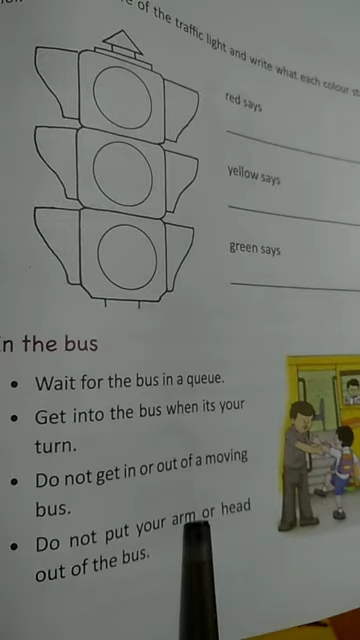 of the traffic light and write what each colour
red says
yellow says
green says
in the bus
• Wait for the bus in a queue.
• Get into the bus when its your
turn.
• Do not get in or out of a moving
bus.
• Do not put your arm or head
out of the bus.